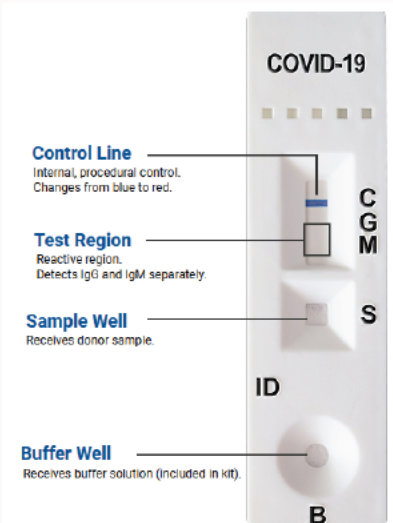 COVID-19
Control Line
Internal, procedural control.
Changes from blue to red.
C
G
M
Test Region
Reactive region.
Detects IgG and IgM separately.
Sample Well
Receives donor sample.
S
ID
Buffer Well
Receives buffer solution (included in kit).
B